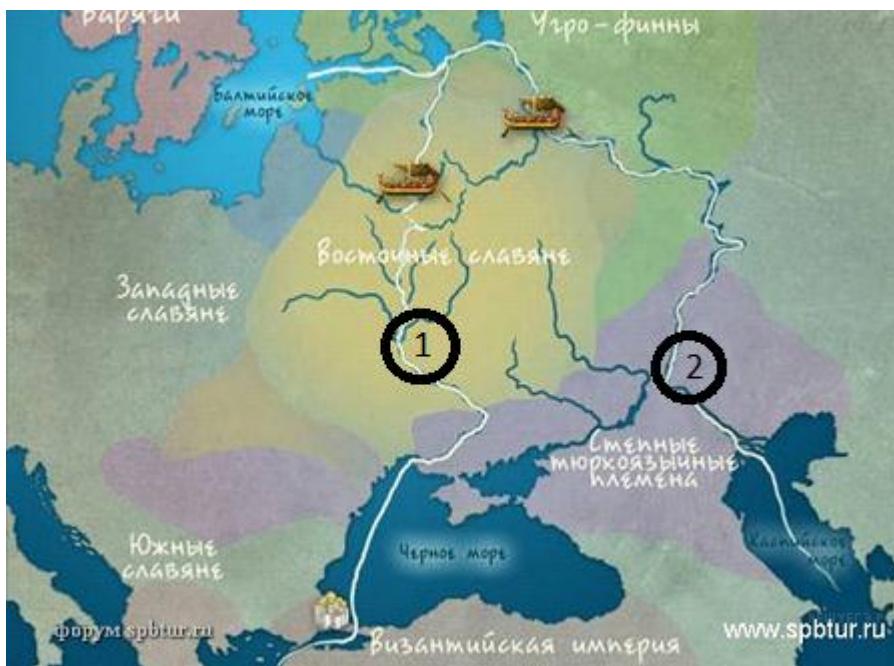 Варяги
Угро-финны
Балтийское
море
Восточные славяне
Западные
славяне
1
2
Степные
тюркоязычные
племена
Южные
славяне
Черное море
Каспийское
море
форум spbtur.ru
www.spbtur.ru
Византийская империя